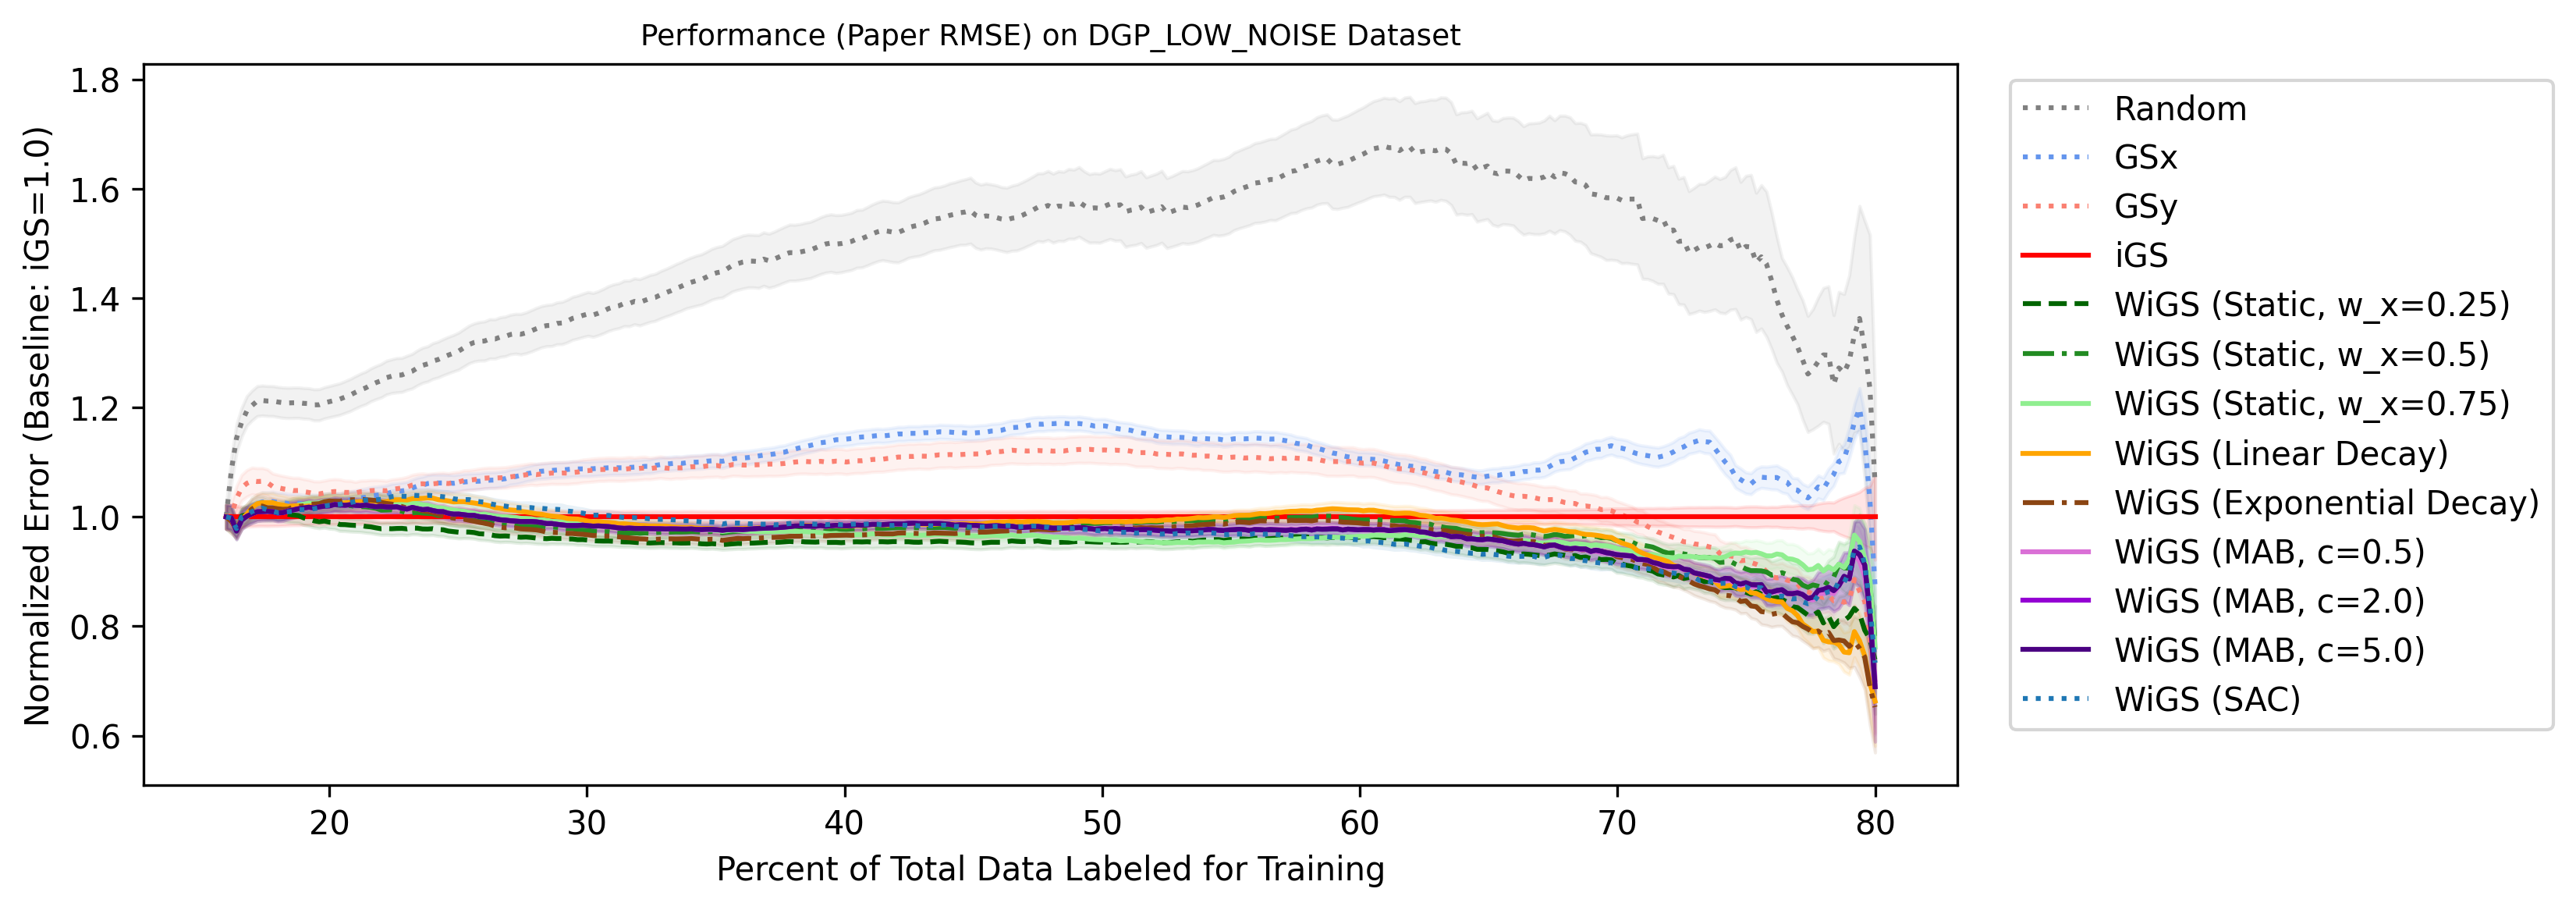 Performance (Paper RMSE) on DGP_LOW_NOISE Dataset
Normalized Error (Baseline: iGS=1.0)
1.8
1.6
1.4
1.2
1.0
0.8
0.6
20 30 40 50 60 70 80
Percent of Total Data Labeled for Training
Random
GSx
GSy
iGS
WiGS (Static, w_x=0.25)
WiGS (Static, w_x=0.5)
WiGS (Static, w_x=0.75)
WiGS (Linear Decay)
WiGS (Exponential Decay)
WiGS (MAB, c=0.5)
WiGS (MAB, c=2.0)
WiGS (MAB, c=5.0)
WiGS (SAC)